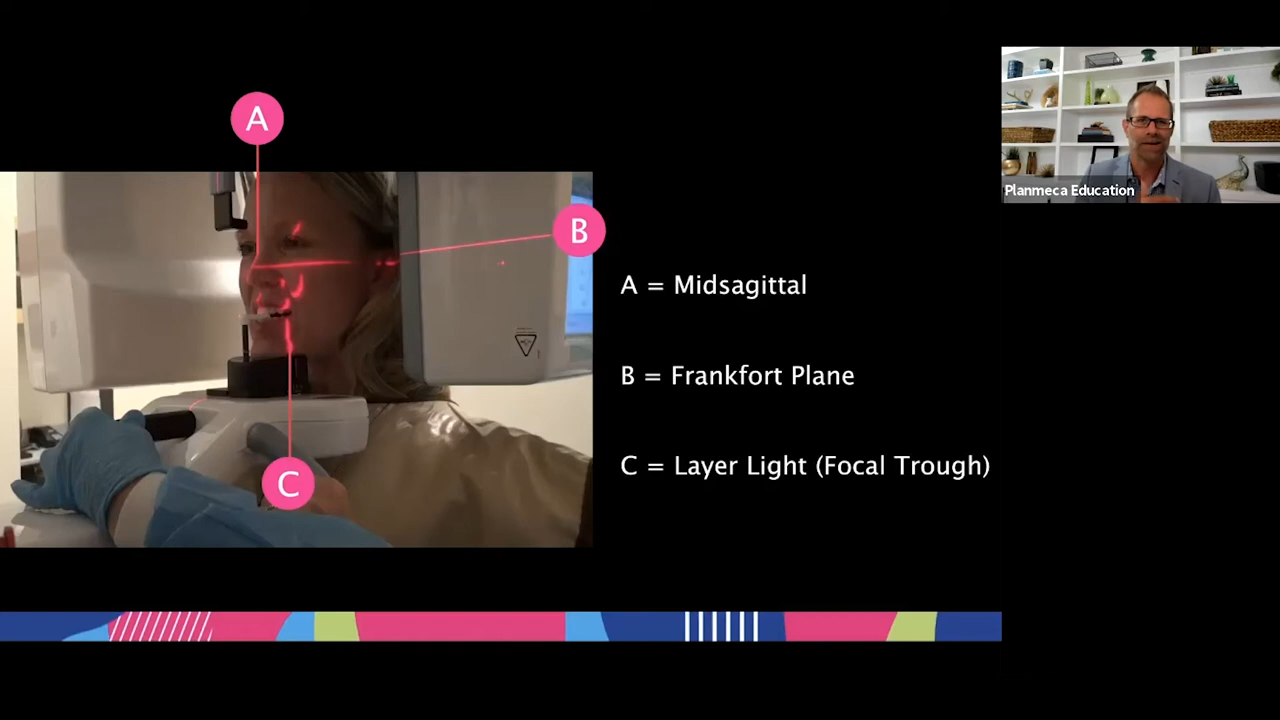 A
B
C
A = Midsagittal
B = Frankfort Plane
C = Layer Light (Focal Trough)
Planmeca Education